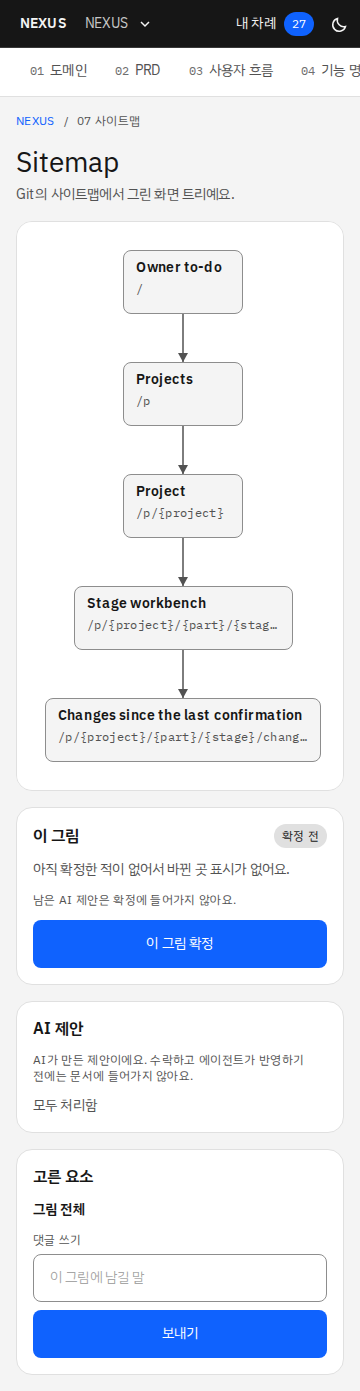 NEXUS NEXUS 내 차례 27
01 도메인 02 PRD 03 사용자 흐름 04 기능 명
NEXUS / 07 사이트맵
Sitemap
Git의 사이트맵에서 그린 화면 트리예요.
Owner to-do
/
Projects
/p
Project
/p/{project}
Stage workbench
/p/{project}/{part}/{stag…
Changes since the last confirmation
/p/{project}/{part}/{stage}/chang…
이 그림 확정 전
아직 확정한 적이 없어서 바뀐 곳 표시가 없어요.
남은 AI 제안은 확정에 들어가지 않아요.
이 그림 확정
AI 제안
AI가 만든 제안이에요. 수락하고 에이전트가 반영하기
전에는 문서에 들어가지 않아요.
모두 처리함
고른 요소
그림 전체
댓글 쓰기
이 그림에 남길 말
보내기